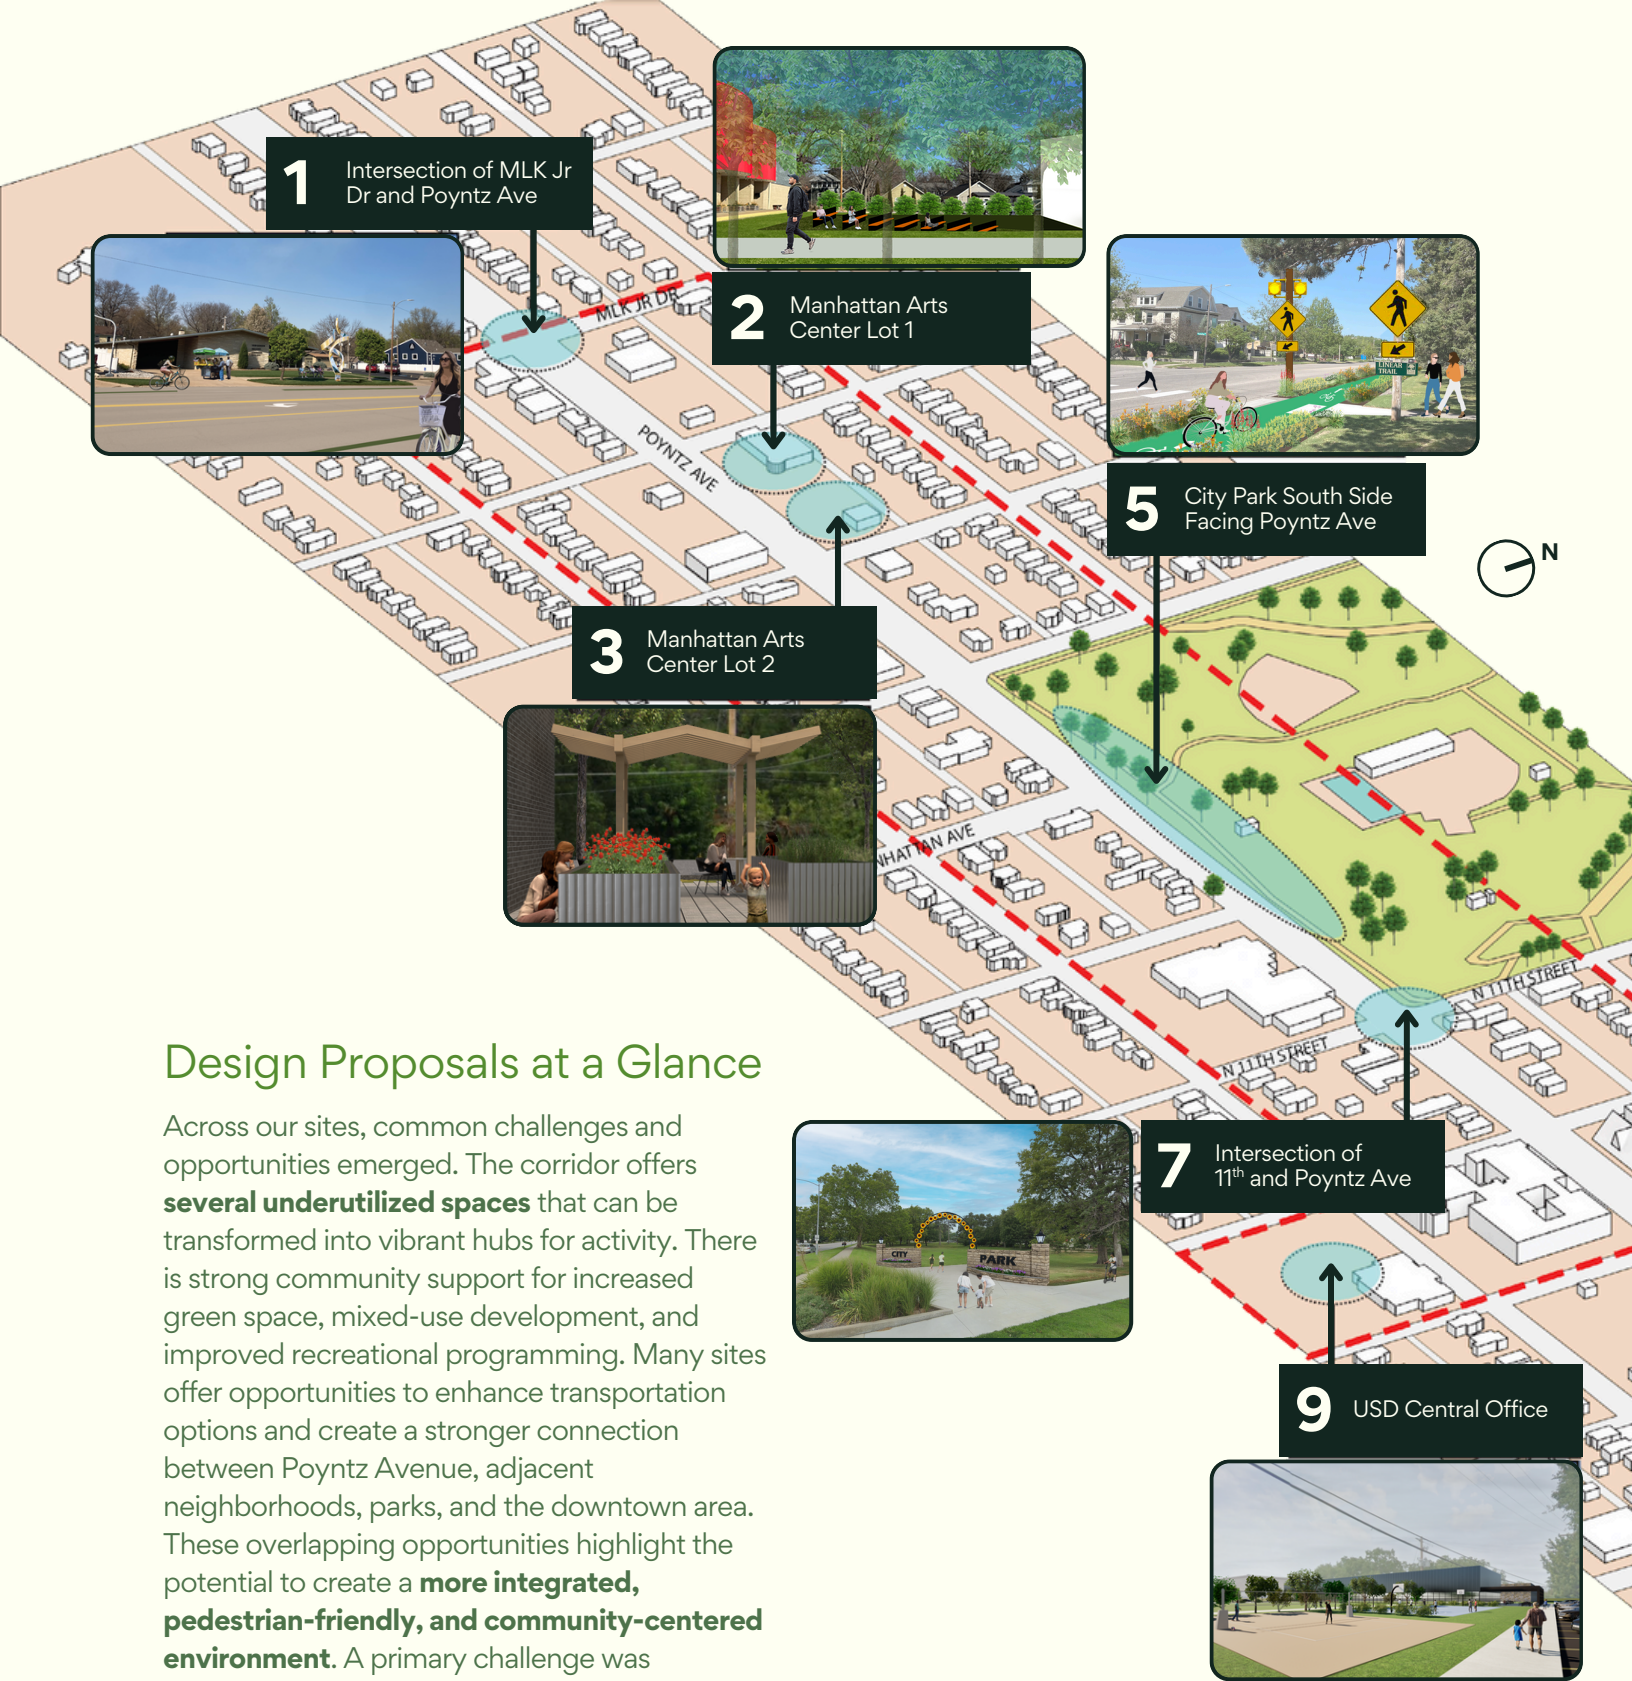 1
Intersection of MLK Jr
Dr and Poyntz Ave
2
Manhattan Arts
Center Lot 1
MLK JR DR
POYNTZ AVE
LINEAR
TRAIL
5
City Park South Side
Facing Poyntz Ave
N
3
Manhattan Arts
Center Lot 2
NHATTAN AVE
N 11TH STREET
N 11TH STREET
7
Intersection of
11th and Poyntz Ave
CITY
PARK
9
USD Central Office
Design Proposals at a Glance
Across our sites, common challenges and
opportunities emerged. The corridor offers
several underutilized spaces that can be
transformed into vibrant hubs for activity. There
is strong community support for increased
green space, mixed-use development, and
improved recreational programming. Many sites
offer opportunities to enhance transportation
options and create a stronger connection
between Poyntz Avenue, adjacent
neighborhoods, parks, and the downtown area.
These overlapping opportunities highlight the
potential to create a more integrated,
pedestrian-friendly, and community-centered
environment. A primary challenge was